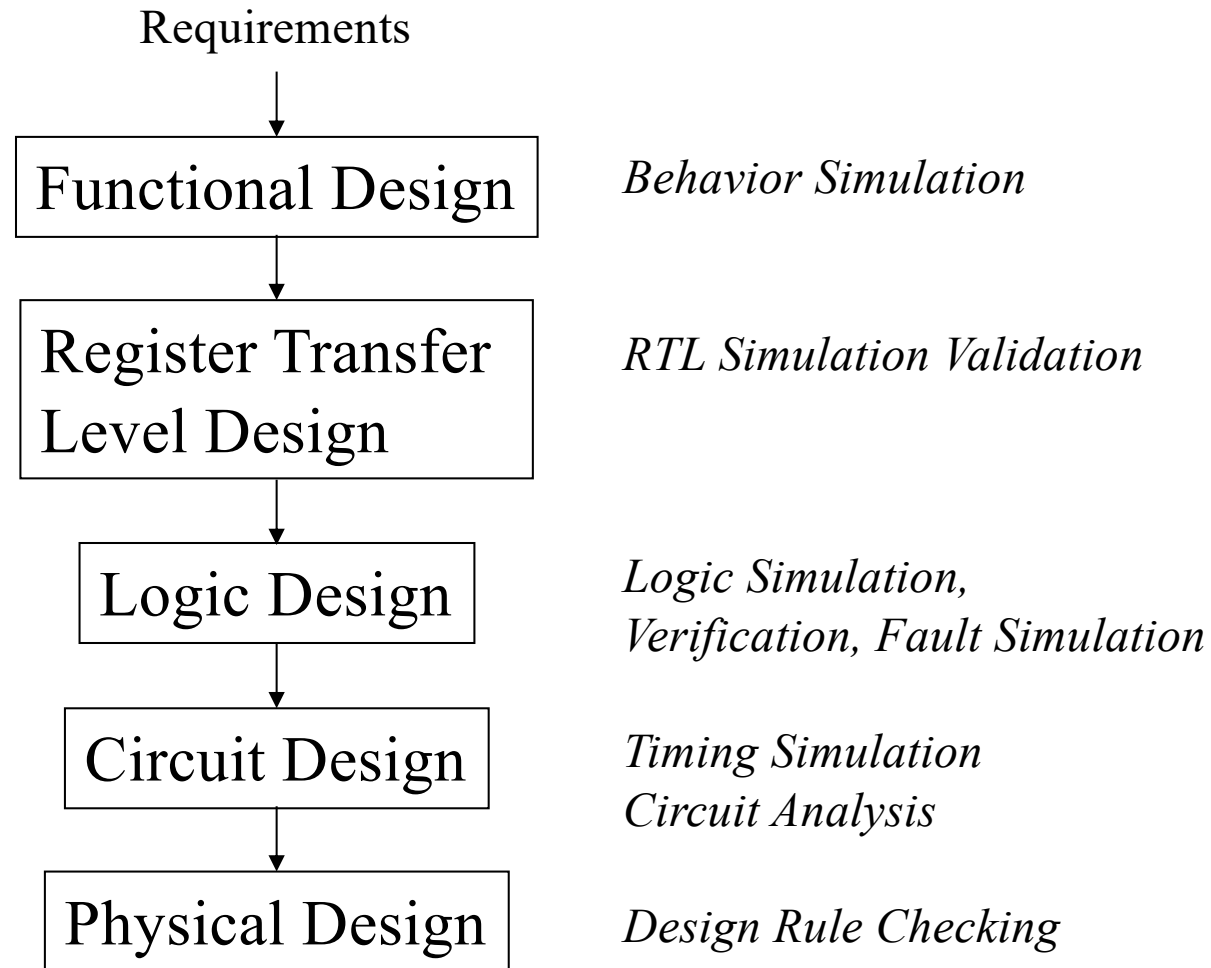 Requirements
Functional Design
Behavior Simulation
Register Transfer
Level Design
RTL Simulation Validation
Logic Design
Logic Simulation,
Verification, Fault Simulation
Circuit Design
Timing Simulation
Circuit Analysis
Physical Design
Design Rule Checking